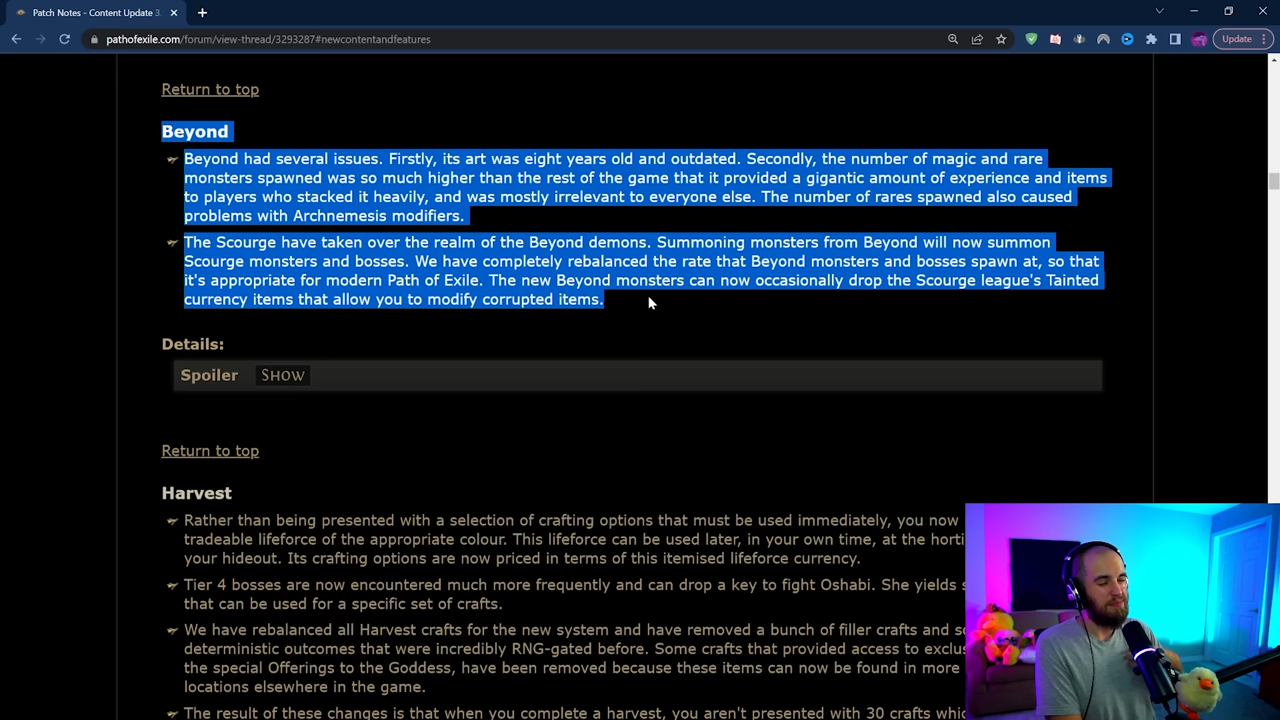 Patch Notes - Content Update 3.
pathofexile.com/forum/view-thread/3293287#newcontentandfeatures
Update
Return to top
Beyond
Beyond had several issues. Firstly, its art was eight years old and outdated. Secondly, the number of magic and rare
monsters spawned was so much higher than the rest of the game that it provided a gigantic amount of experience and items
to players who stacked it heavily, and was mostly irrelevant to everyone else. The number of rares spawned also caused
problems with Archnemesis modifiers.
The Scourge have taken over the realm of the Beyond demons. Summoning monsters from Beyond will now summon
Scourge monsters and bosses. We have completely rebalanced the rate that Beyond monsters and bosses spawn at, so that
it's appropriate for modern Path of Exile. The new Beyond monsters can now occasionally drop the Scourge league's Tainted
currency items that allow you to modify corrupted items.
Details:
Spoiler Show
Return to top
Harvest
Rather than being presented with a selection of crafting options that must be used immediately, you now
tradeable lifeforce of the appropriate colour. This lifeforce can be used later, in your own time, at the
your hideout. Its crafting options are now priced in terms of this itemised lifeforce currency.
Tier 4 bosses are now encountered much more frequently and can drop a key to fight Oshabi. She yields
that can be used for a specific set of crafts.
We have rebalanced all Harvest crafts for the new system and have removed a bunch of filler crafts and
deterministic outcomes that were incredibly RNG-gated before. Some crafts that provided access to
the special Offerings to the Goddess, have been removed because these items can now be found in more
locations elsewhere in the game.
The result of these changes is that when you complete a harvest, you aren't presented with 30 crafts